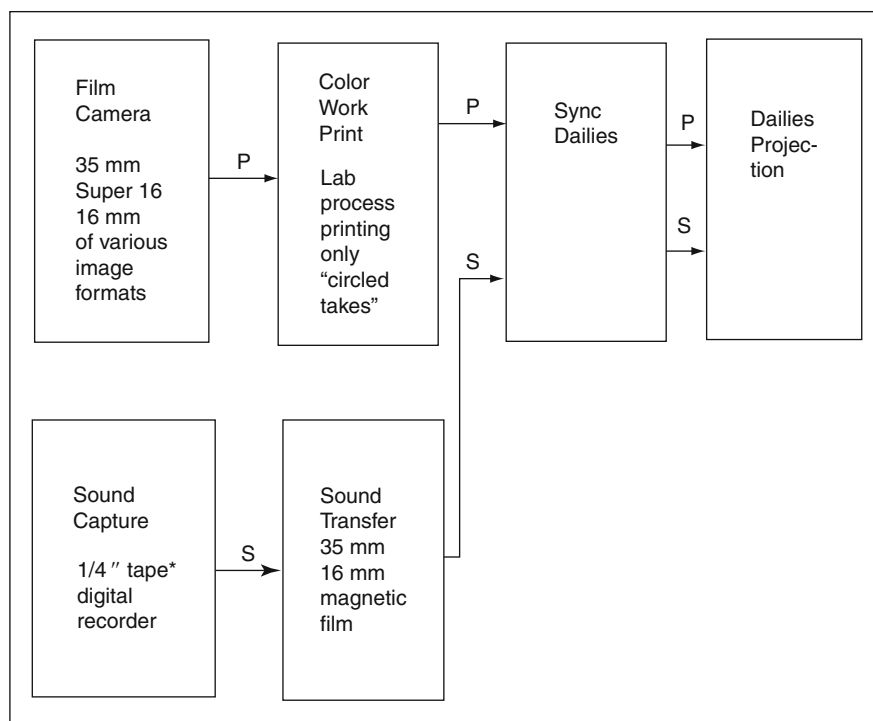 Film
Camera
35 mm
Super 16
16 mm
of various
image
formats
P
Color
Work
Print
Lab
process
printing
only
“circled
takes”
P
S
Sync
Dailies
P
S
Dailies
Projec-
tion
Sound
Capture
1/4 ″ tape*
digital
recorder
S
Sound
Transfer
35 mm
16 mm
magnetic
film